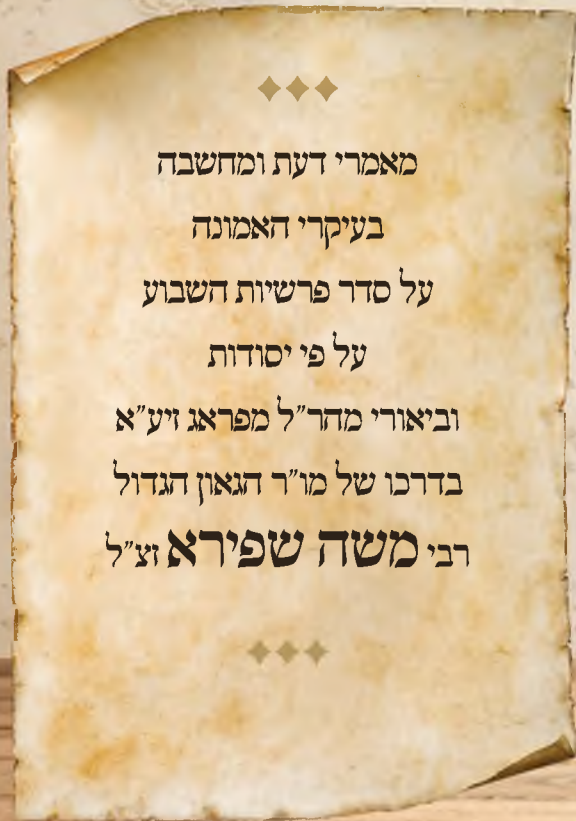 מאמרי דעת ומחשבה
בעיקרי האמונה
על סדר פרשיות השבוע
על פי יסודות
וביאורי מהר״ל מפראג זיע״א
בדרכו של מו״ר הגאון הגדול
רבי משה שפירא זצ״ל